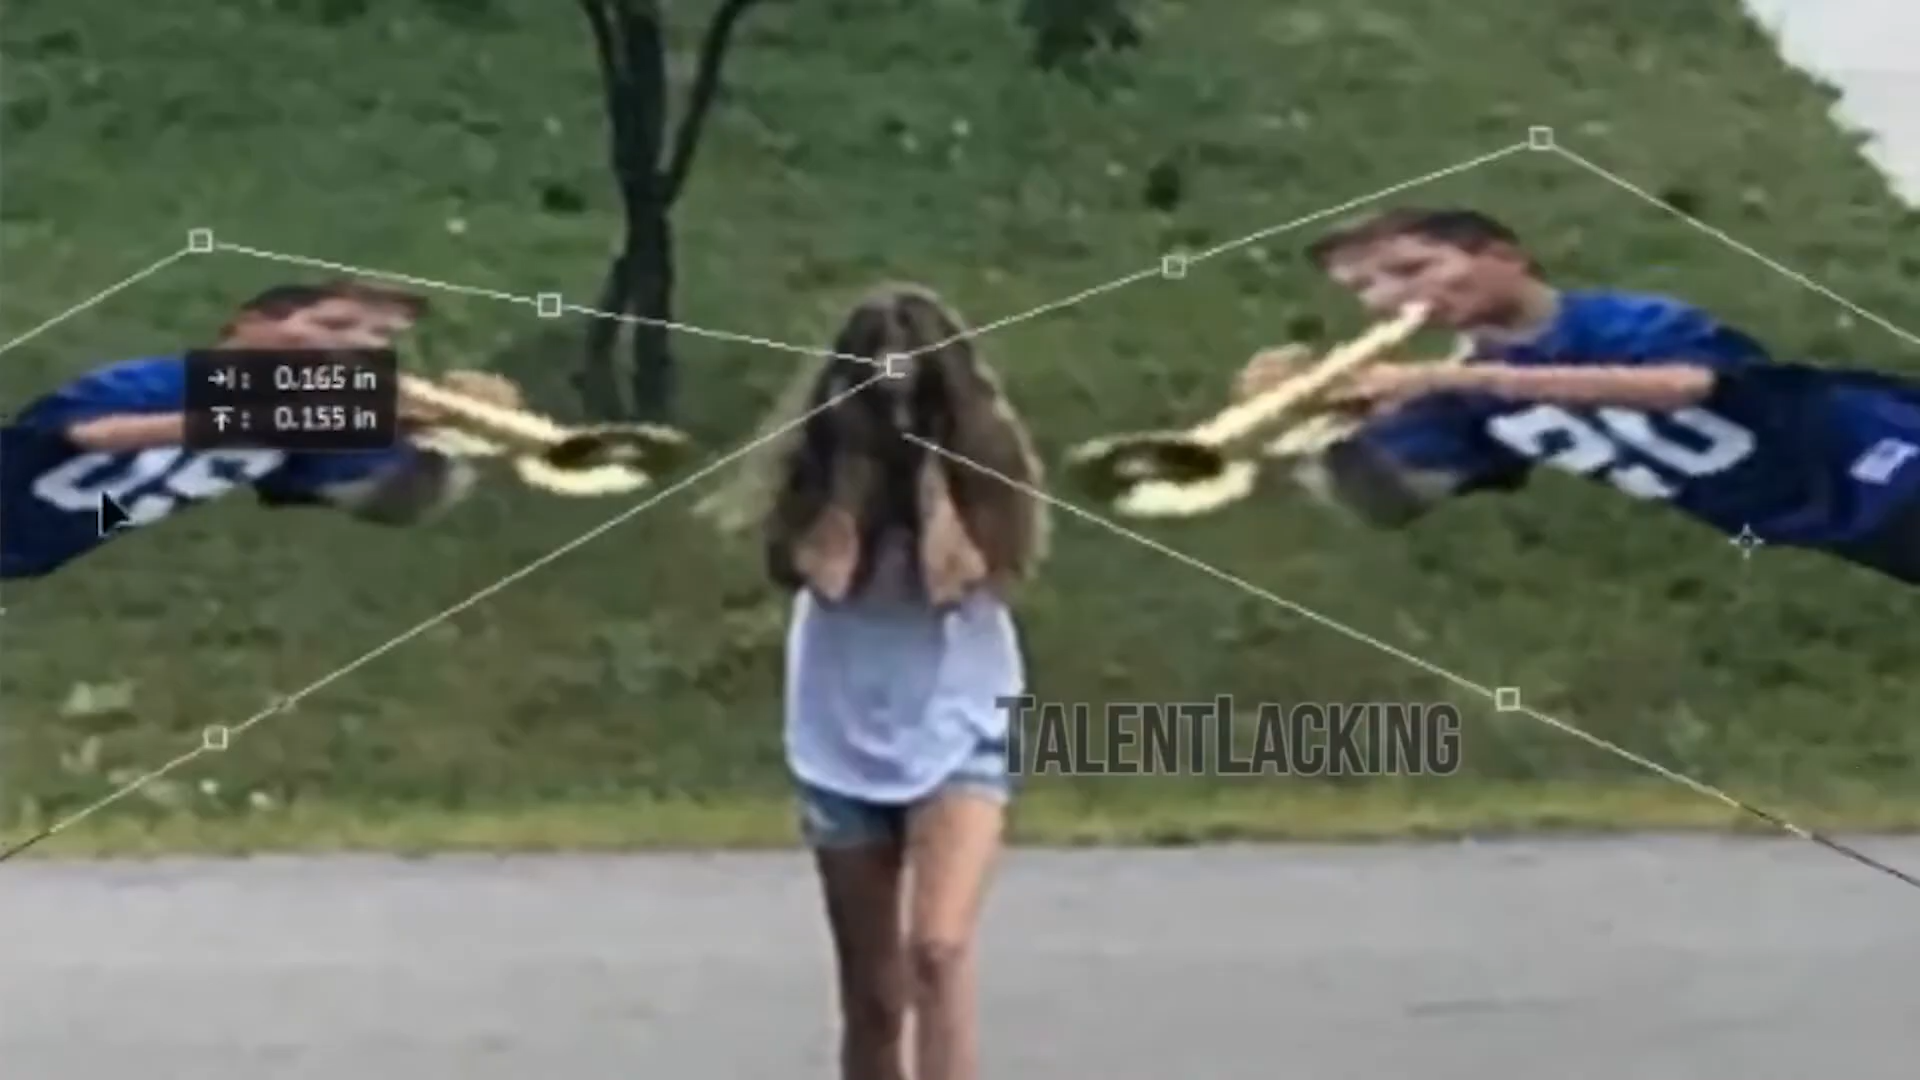 →|: 0.165 in
↑: 0.155 in
TALENTLACKING